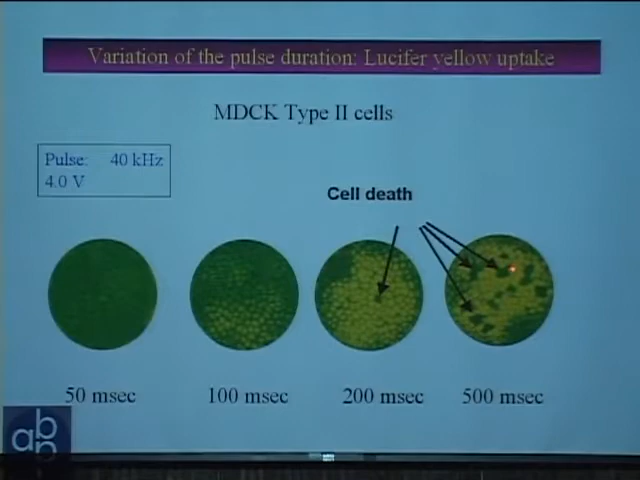 Variation of the pulse duration: Lucifer yellow uptake
MDCK Type II cells
Pulse: 40 kHz
4.0 V
Cell death
50 msec
100 msec
200 msec
500 msec
ab